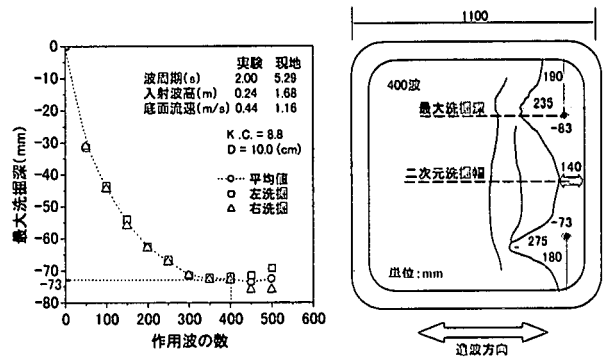 最大洗掘深(mm)
0
−10
−20
−30
−40
−50
−60
−70
−73
−80
0 100 200 300 400 500 600
作用波の数
実験 現地
波周期(s) 2.00 5.29
入射波高(m) 0.24 1.68
底面流速(m/s) 0.44 1.16
K.C. = 8.8
D = 10.0 (cm)
平均値
左洗掘
右洗掘
1100
400波
190
最大洗掘深
235
-83
140
二次元洗掘幅
-73
275
180
単位:mm
造波方向